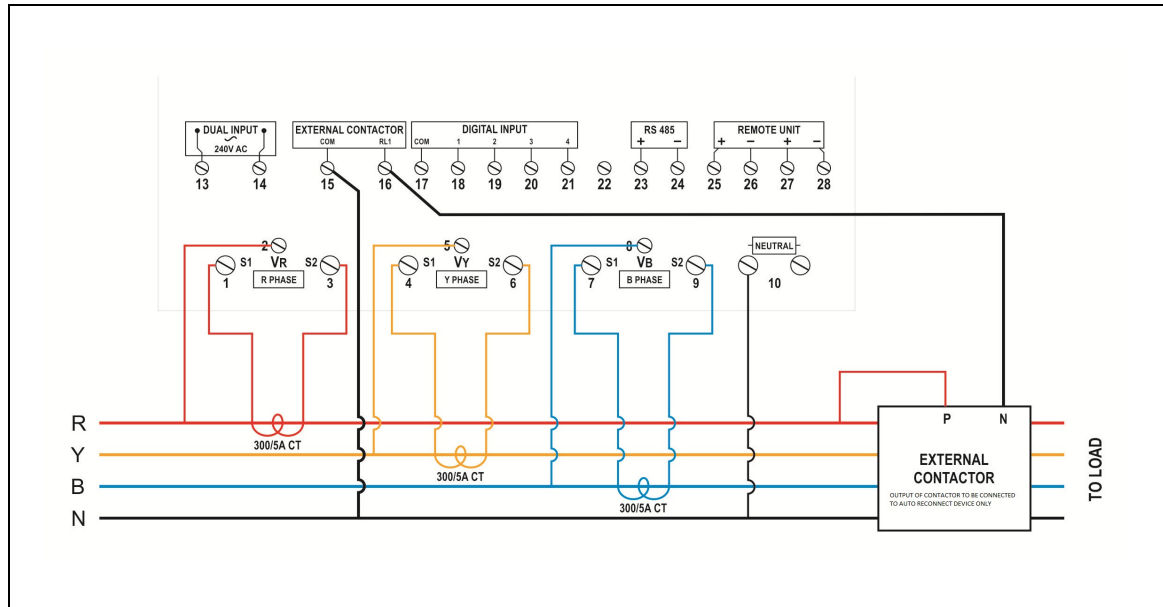 DUAL INPUT
240V AC
EXTERNAL CONTACTOR
COM RL1
DIGITAL INPUT
COM 1 2 3 4
RS 485
+ −
REMOTE UNIT
+ − + −
13 14 15 16 17 18 19 20 21 22 23 24 25 26 27 28
2 5 8
S1 VR S2
S1 VY S2
S1 VB S2
NEUTRAL
1 R PHASE 3
4 Y PHASE 6
7 B PHASE 9
10
R
Y
B
N
300/5A CT
300/5A CT
300/5A CT
P N
EXTERNAL
CONTACTOR
OUTPUT OF CONTACTOR TO BE CONNECTED
TO AUTO RECONNECT DEVICE ONLY
TO LOAD